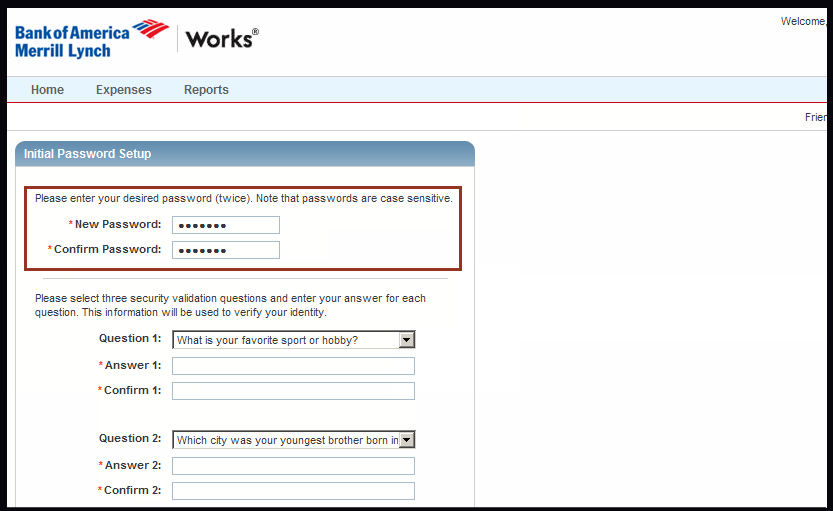 Welcome,
Bank of America
Merrill Lynch
Works®
Home Expenses Reports
Initial Password Setup
Please enter your desired password (twice). Note that passwords are case sensitive.
*New Password: •••••••
*Confirm Password: •••••••
Please select three security validation questions and enter your answer for each
question. This information will be used to verify your identity.
Question 1: What is your favorite sport or hobby?
*Answer 1:
*Confirm 1:
Question 2: Which city was your youngest brother born in
*Answer 2:
*Confirm 2: